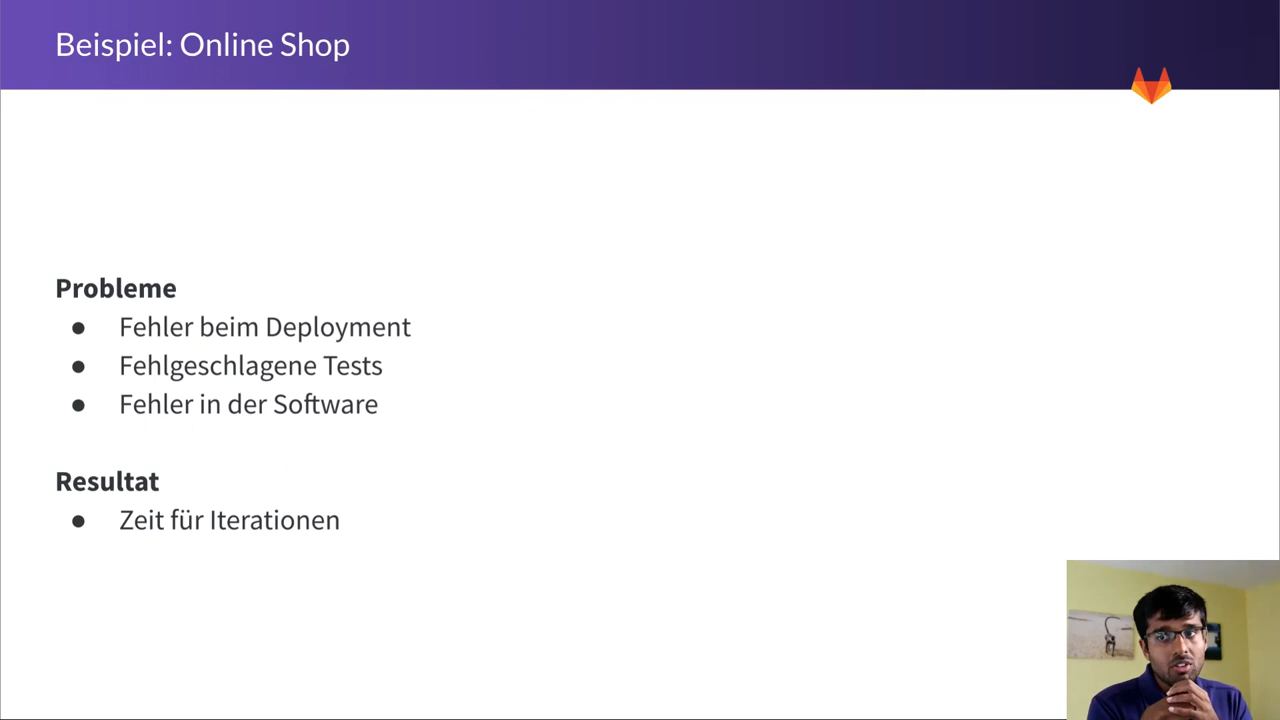 Beispiel: Online Shop
Probleme
● Fehler beim Deployment
● Fehlgeschlagene Tests
● Fehler in der Software
Resultat
● Zeit für Iterationen